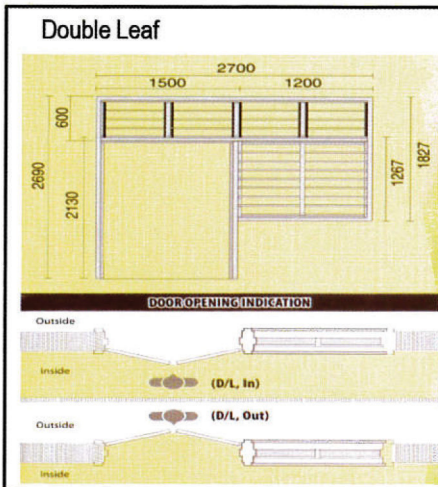 Double Leaf
2700
1500 1200
600
2690
2130
1267
1827
DOOR OPENING INDICATION
Outside
Inside
(D/L, In)
Outside
(D/L, Out)
Inside